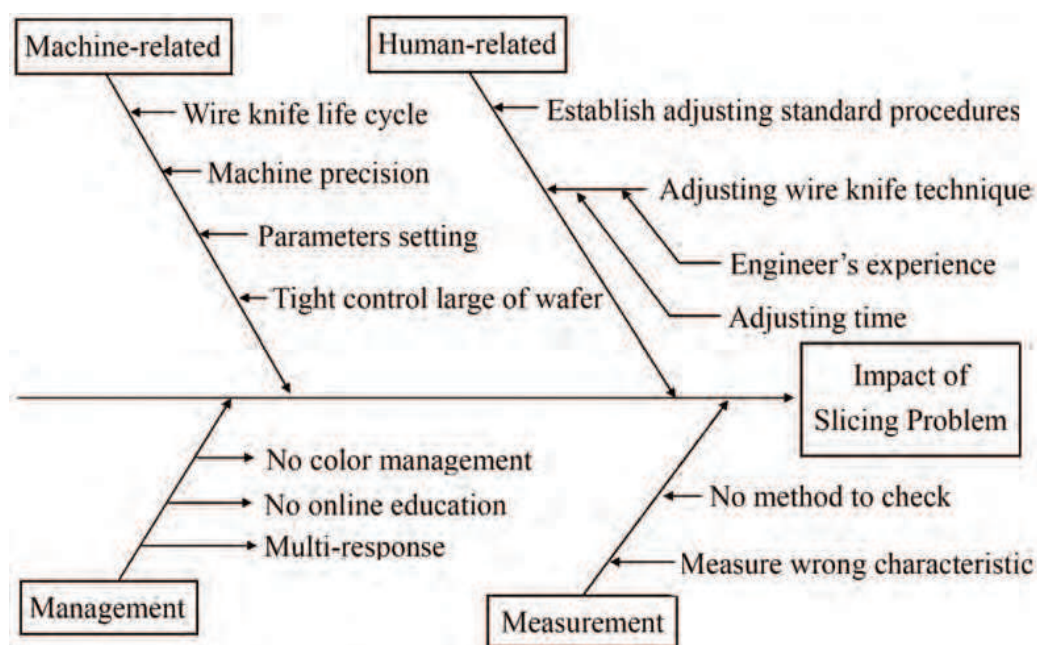 Machine-related
Human-related
Wire knife life cycle
Establish adjusting standard procedures
Machine precision
Adjusting wire knife technique
Parameters setting
Engineer's experience
Tight control large of wafer
Adjusting time
Impact of
Slicing Problem
No color management
No method to check
No online education
Multi-response
Measure wrong characteristic
Management
Measurement